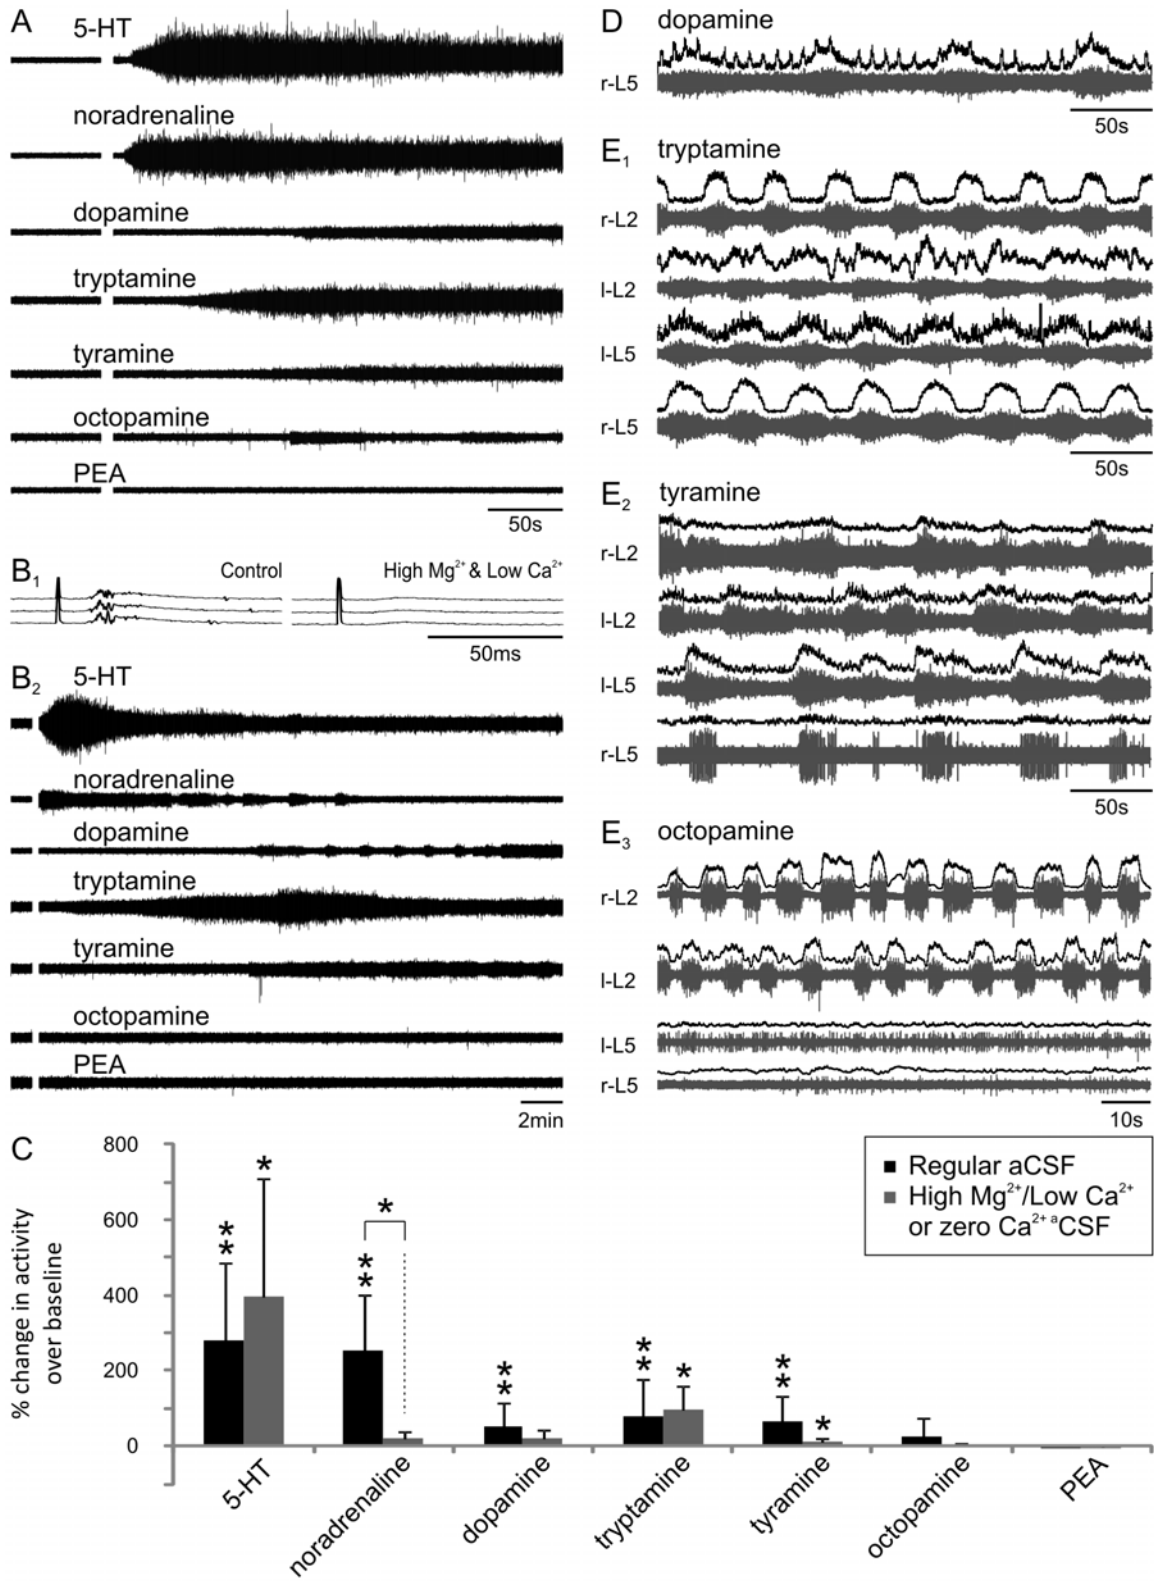 A
5-HT
noradrenaline
dopamine
tryptamine
tyramine
octopamine
PEA
50s
B1
Control
High Mg2+ & Low Ca2+
50ms
B2
5-HT
noradrenaline
dopamine
tryptamine
tyramine
octopamine
PEA
2min
D
dopamine
r-L5
50s
E1
tryptamine
r-L2
l-L2
l-L5
r-L5
50s
E2
tyramine
r-L2
l-L2
l-L5
r-L5
50s
E3
octopamine
r-L2
l-L2
l-L5
r-L5
10s
C
% change in activity
over baseline
800
600
400
200
0
* *
*
* *
*
* *
* *
*
* *
*
5-HT
noradrenaline
dopamine
tryptamine
tyramine
octopamine
PEA
Regular aCSF
High Mg2+/Low Ca2+
or zero Ca2+ aCSF